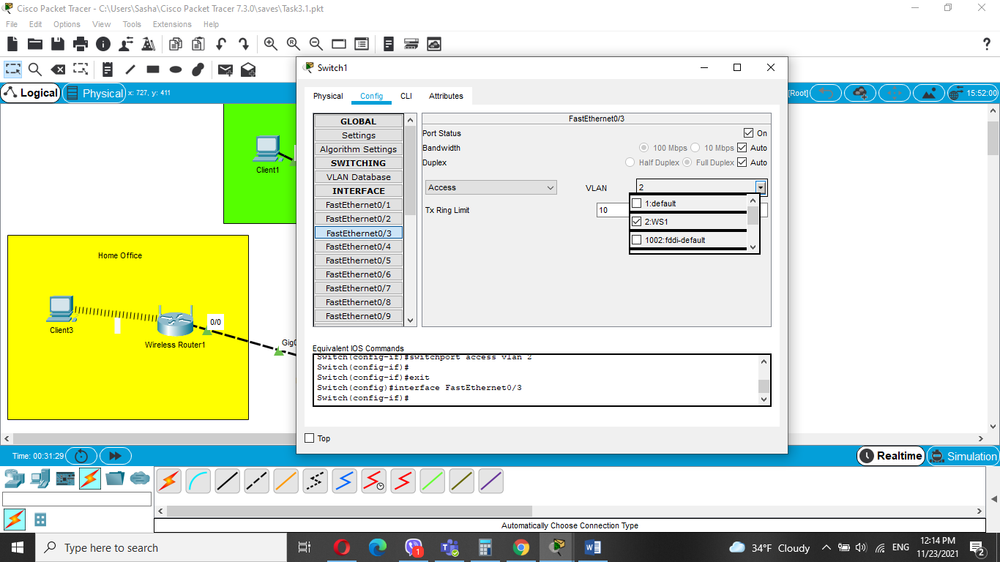 Cisco Packet Tracer - C:\Users\Sasha\Cisco Packet Tracer 7.3.0\saves\Task3.1.pkt
File Edit Options View Tools Extensions Help
Logical Physical x: 727, y: 411
[Root] 15:52:00
Client1
Home Office
Client3
Wireless Router1
0/0
Switch1
Physical Config CLI Attributes
GLOBAL
Settings
Algorithm Settings
SWITCHING
VLAN Database
INTERFACE
FastEthernet0/1
FastEthernet0/2
FastEthernet0/3
FastEthernet0/4
FastEthernet0/5
FastEthernet0/6
FastEthernet0/7
FastEthernet0/8
FastEthernet0/9
FastEthernet0/3
Port Status On
Bandwidth 100 Mbps 10 Mbps Auto
Duplex Half Duplex Full Duplex Auto
Access VLAN 2
1:default
2:WS1
1002:fddi-default
Tx Ring Limit 10
Equivalent IOS Commands
Switch(config-if)#switchport access vlan 2
Switch(config-if)#
Switch(config-if)#exit
Switch(config)#interface FastEthernet0/3
Switch(config-if)#
Top
Time: 00:31:29
Realtime Simulation
Automatically Choose Connection Type
Type here to search
1
34°F Cloudy
ENG
12:14 PM
11/23/2021
2